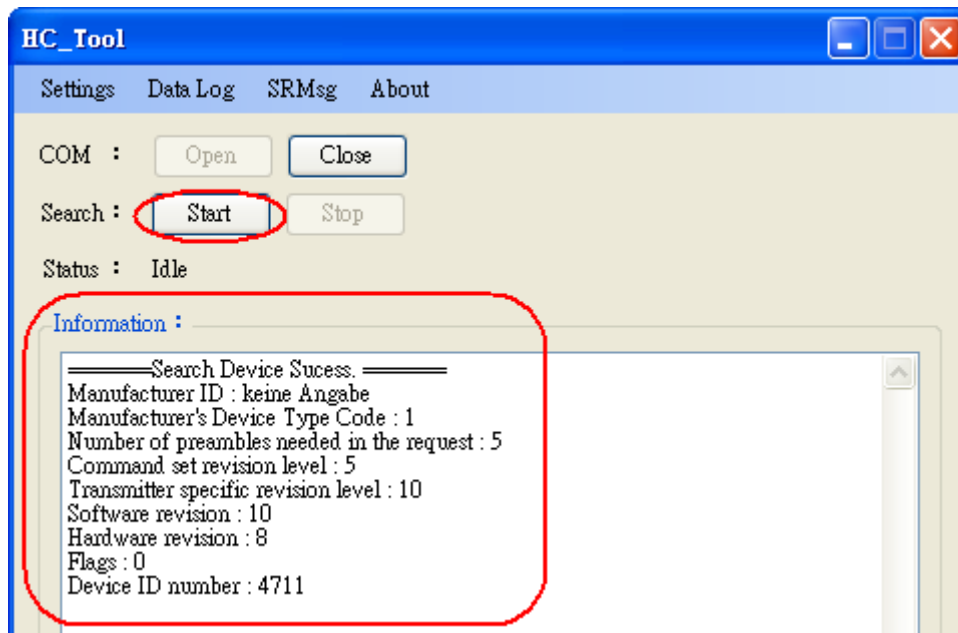 HC_Tool
Settings Data Log SRMsg About
COM : Open Close
Search : Start Stop
Status : Idle
Information :
======Search Device Sucess. ======
Manufacturer ID : keine Angabe
Manufacturer's Device Type Code : 1
Number of preambles needed in the request : 5
Command set revision level : 5
Transmitter specific revision level : 10
Software revision : 10
Hardware revision : 8
Flags : 0
Device ID number : 4711